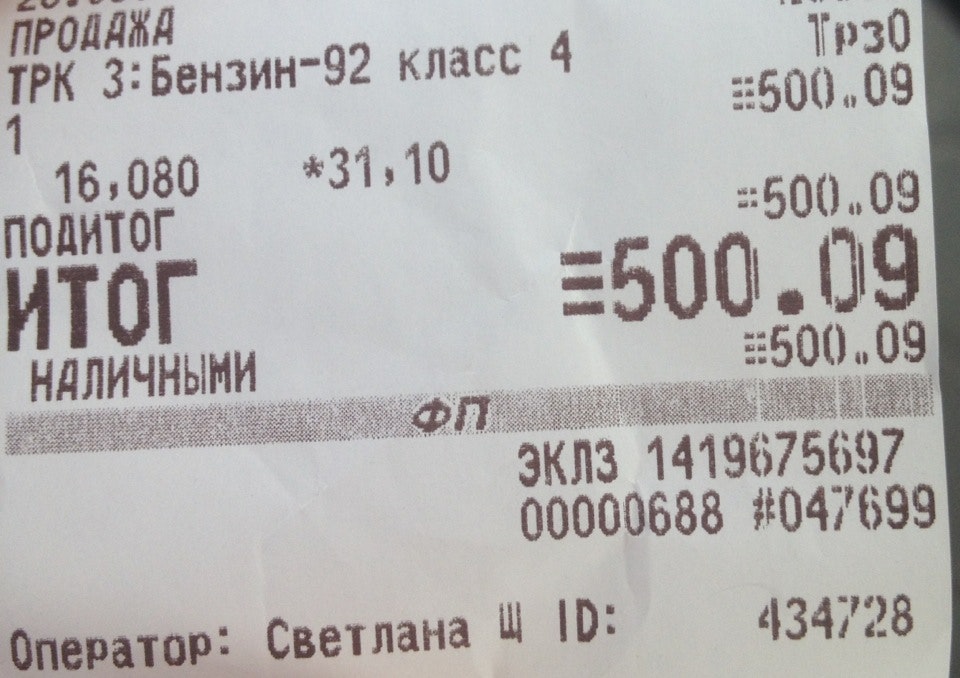 ПРОДАЖА Трз0
ТРК 3:Бензин-92 класс 4
1 ≡500.09
16,080 *31,10
ПОДИТОГ =500.09
ИТОГ ≡500.09
НАЛИЧНЫМИ ≡500.09
ФП
ЭКЛЗ 1419675697
00000688 #047699
Оператор: Светлана Щ ID: 434728